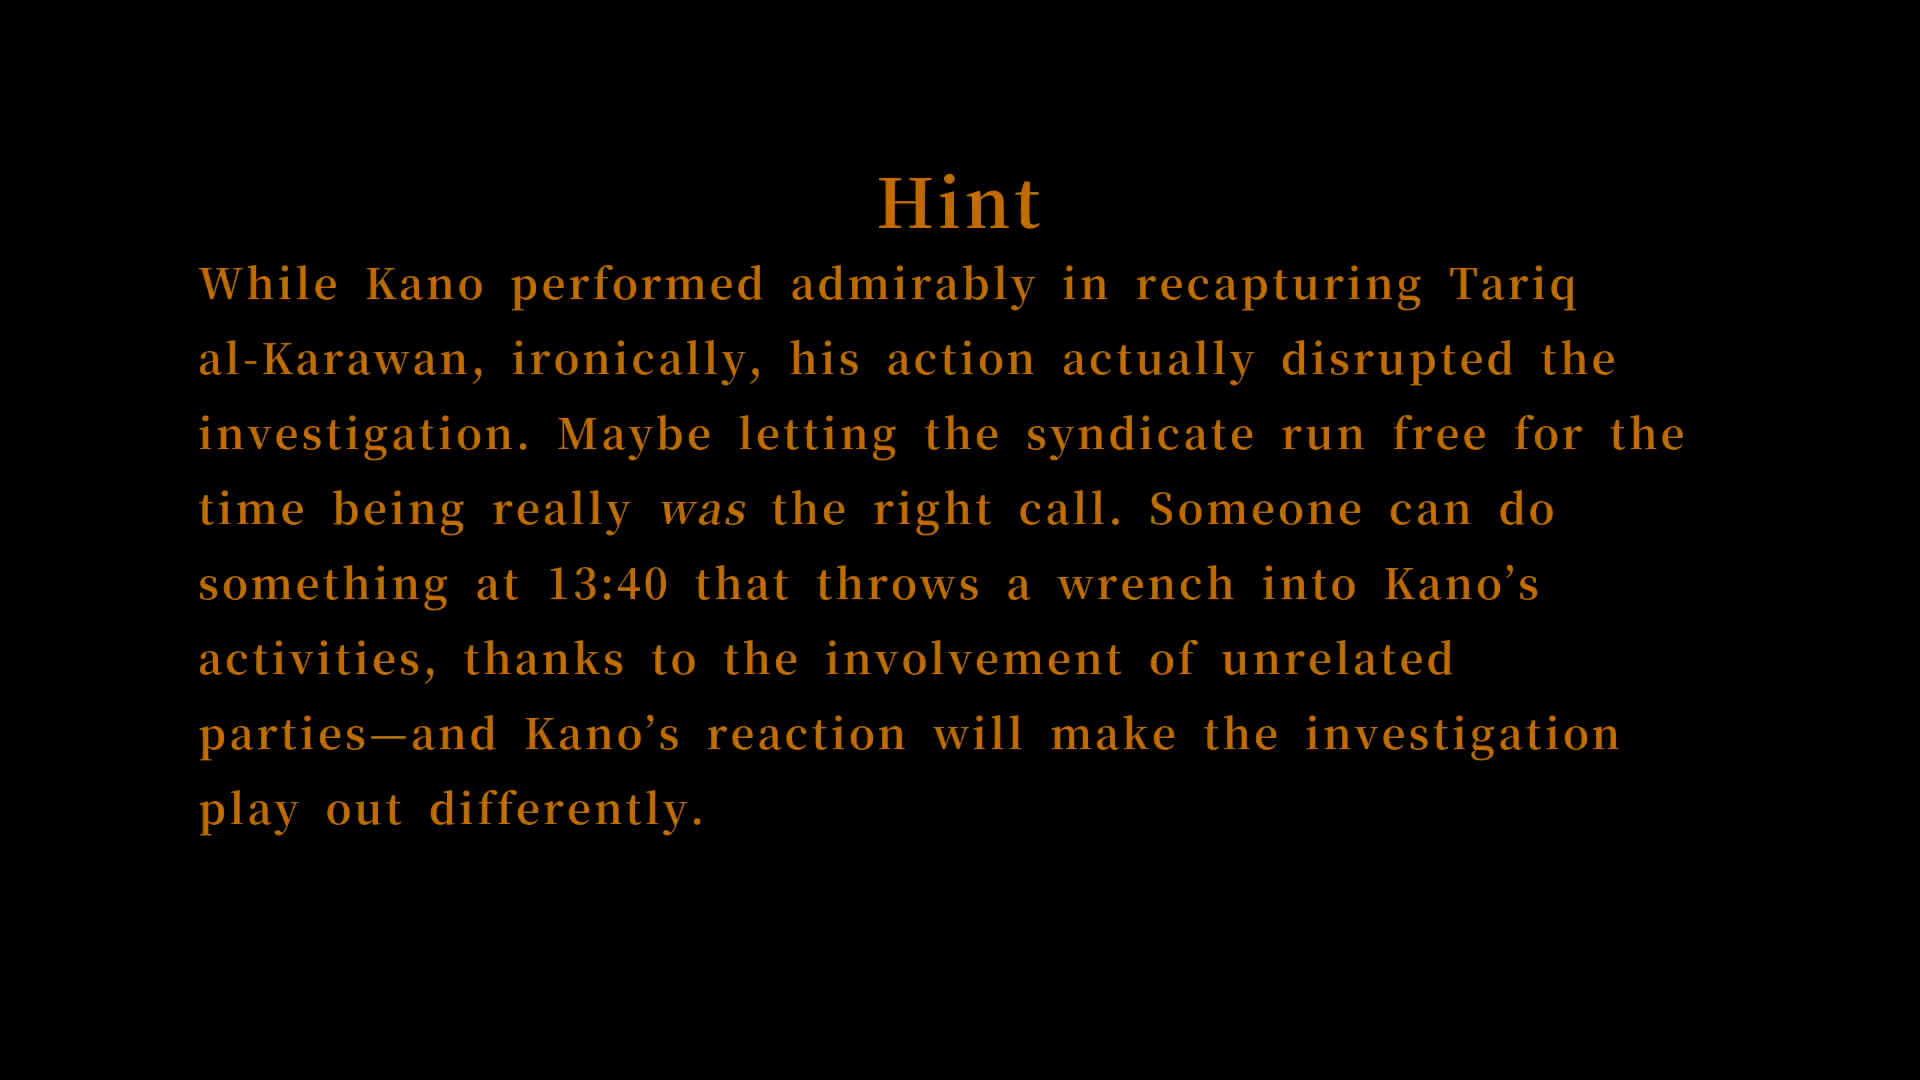 Hint
While Kano performed admirably in recapturing Tariq
al-Karawan, ironically, his action actually disrupted the
investigation. Maybe letting the syndicate run free for the
time being really was the right call. Someone can do
something at 13:40 that throws a wrench into Kano’s
activities, thanks to the involvement of unrelated
parties—and Kano’s reaction will make the investigation
play out differently.